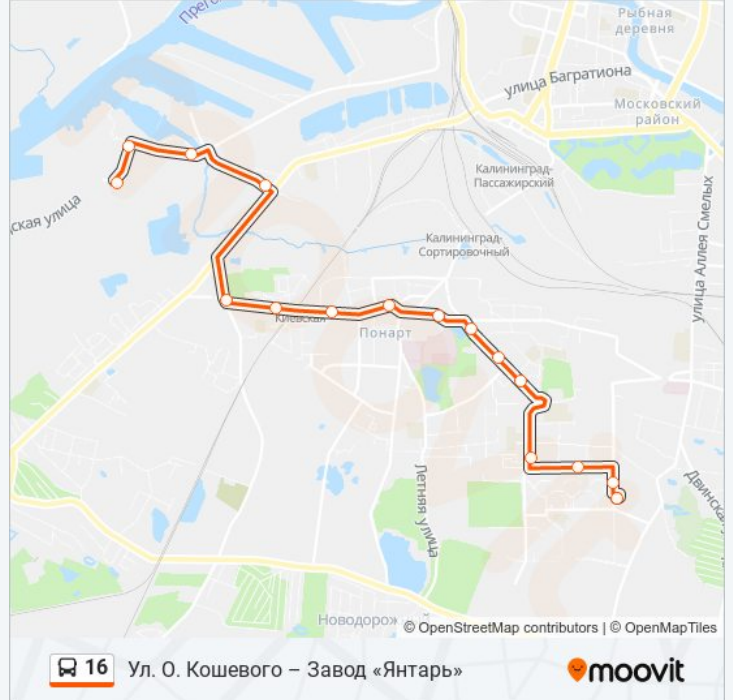 Прего
Рыбная
деревня
улица Багратиона
Московский
район
Калининград-
Пассажирский
ская улица
улица Аллея Смелых
Калининград-
Сортировочный
Киевская
Понарт
Летняя улица
Двинская
Новодорож
© OpenStreetMap contributors | © OpenMapTiles
16 Ул. О. Кошевого – Завод «Янтарь»
moovit